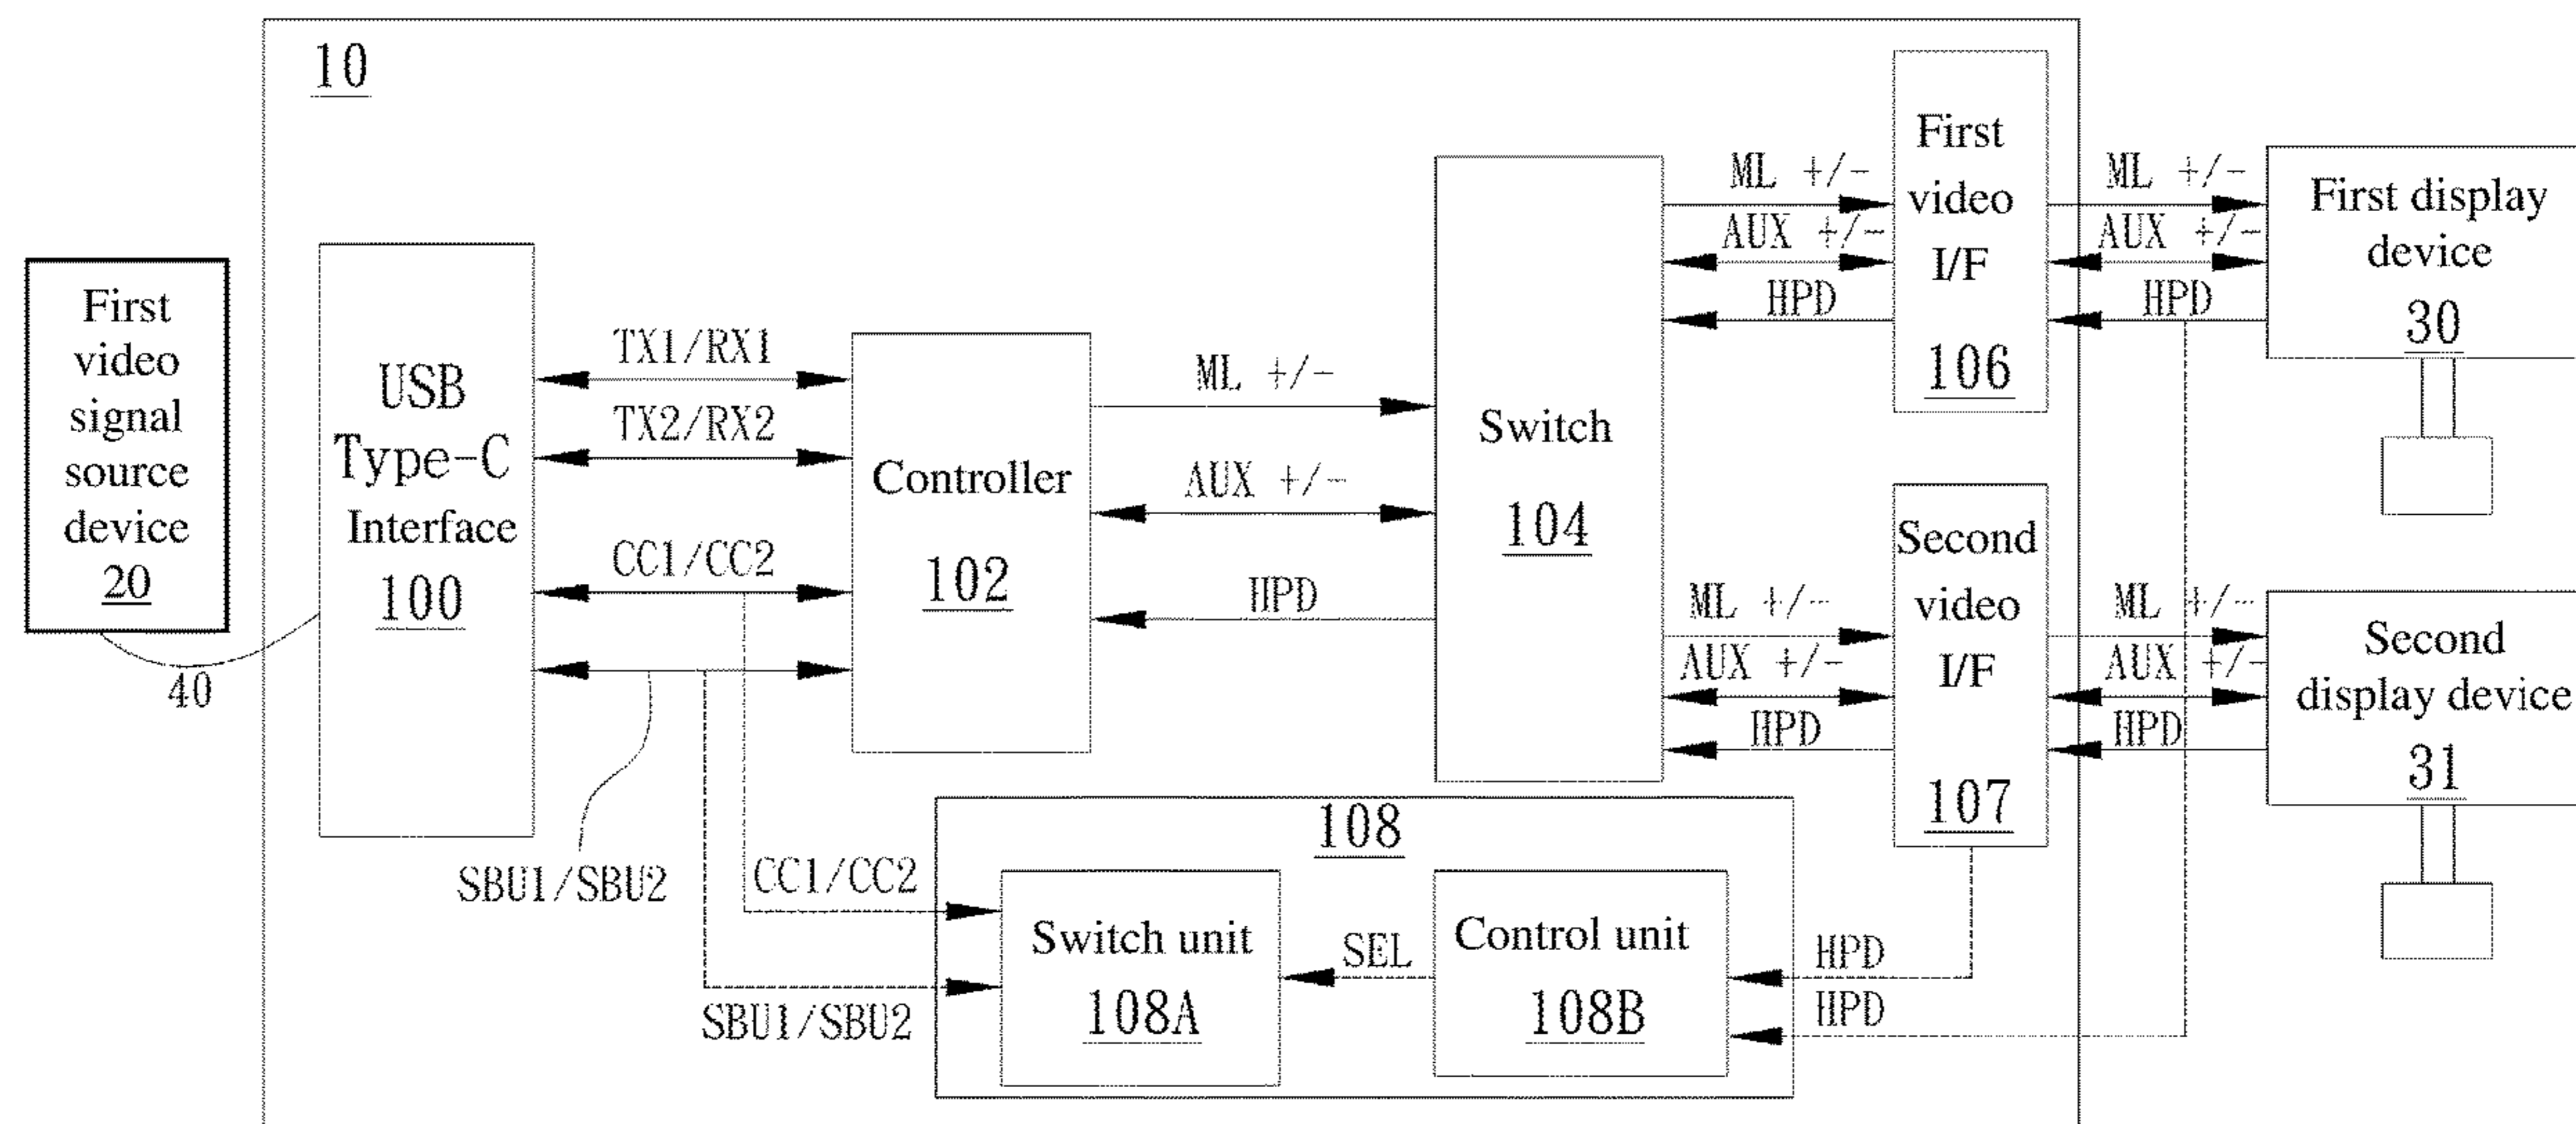 10
First
video
signal
source
device
20
40
USB
Type-C
Interface
100
TX1/RX1
TX2/RX2
CC1/CC2
SBU1/SBU2
Controller
102
ML +/-
AUX +/-
HPD
Switch
104
ML +/-
AUX +/-
HPD
First
video
I/F
106
ML +/-
AUX +/-
HPD
First display
device
30
ML +/-
AUX +/-
HPD
Second
video
I/F
107
ML +/-
AUX +/-
HPD
Second
display device
31
108
CC1/CC2
SBU1/SBU2
Switch unit
108A
SEL
Control unit
108B
HPD
HPD